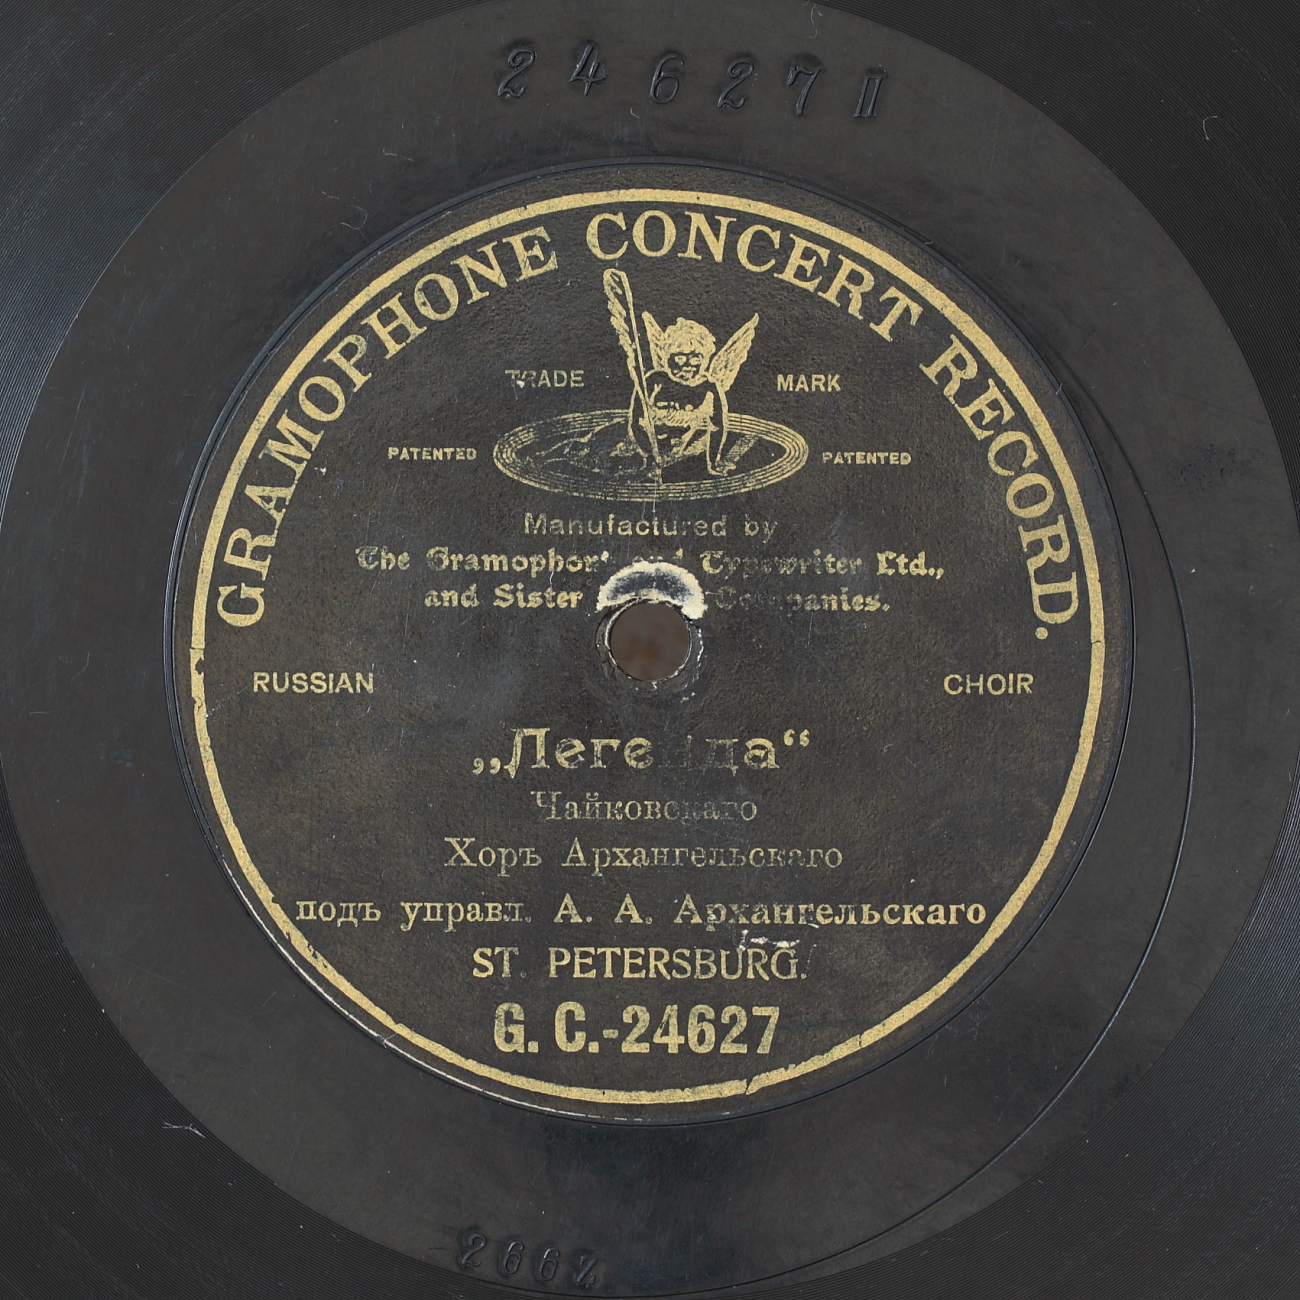 24627 II
GRAMOPHONE CONCERT RECORD.
TRADE MARK
PATENTED PATENTED
Manufactured by
The Gramophone and Typewriter Ltd.,
and Sister Companies.
RUSSIAN CHOIR
„Легенда“
Чайковскаго
Хоръ Архангельскаго
подъ управл. А. А. Архангельскаго
ST. PETERSBURG.
G. C.-24627